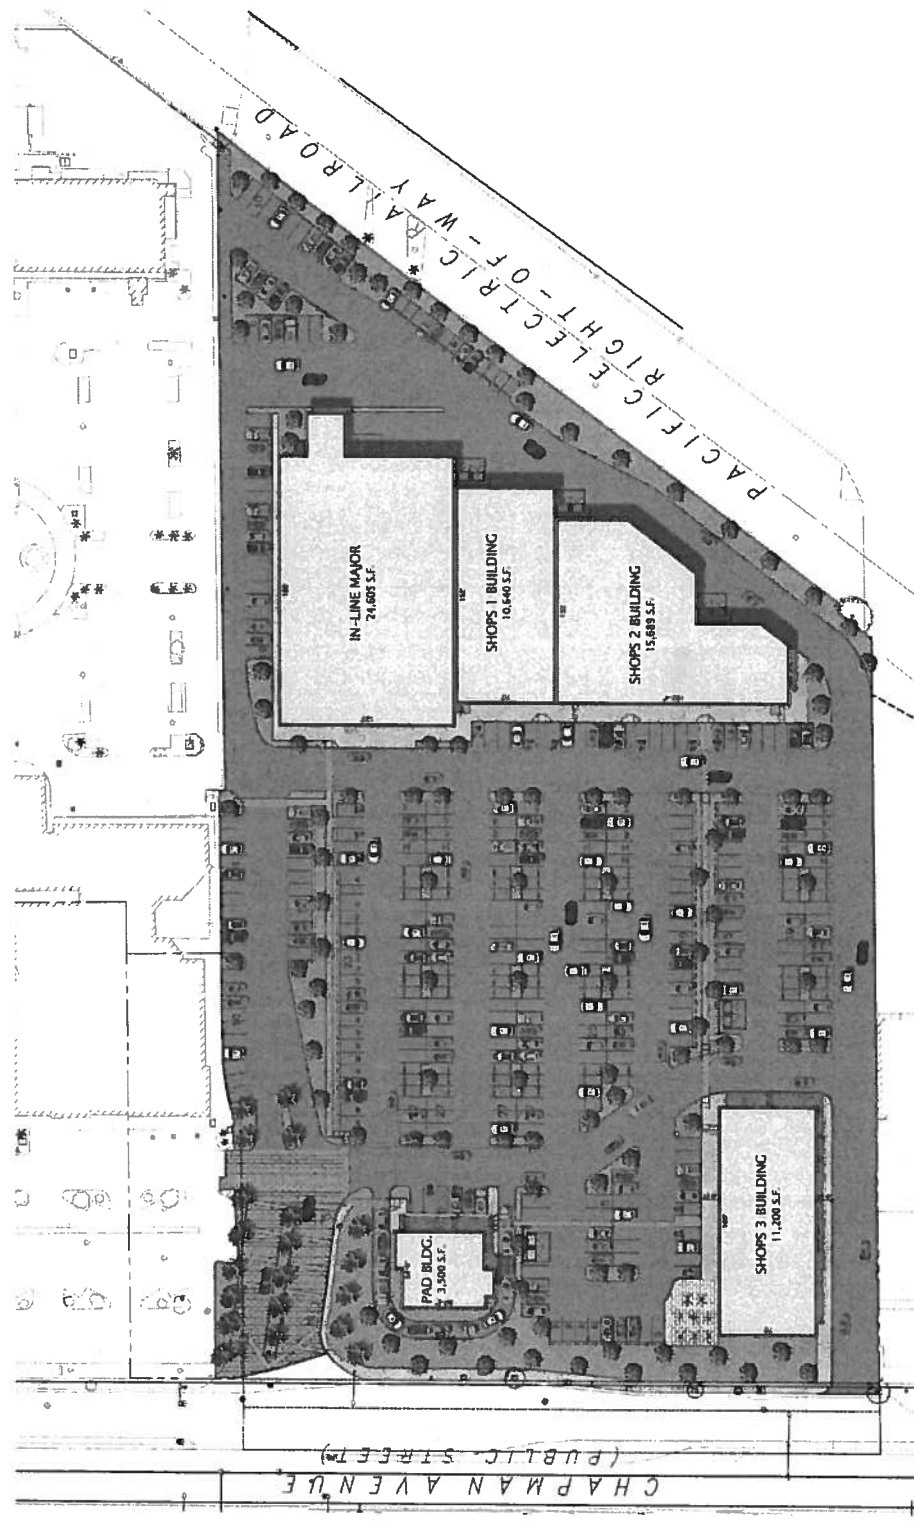 PACIFIC ELECTRIC RAILROAD
RIGHT-OF-WAY
IN-LINE MAJOR
24,605 S.F.
SHOPS 1 BUILDING
10,640 S.F.
SHOPS 2 BUILDING
15,689 S.F.
PAD BLDG.
3,500 S.F.
SHOPS 3 BUILDING
11,200 S.F.
(PUBLIC STREET)
CHAPMAN AVENUE